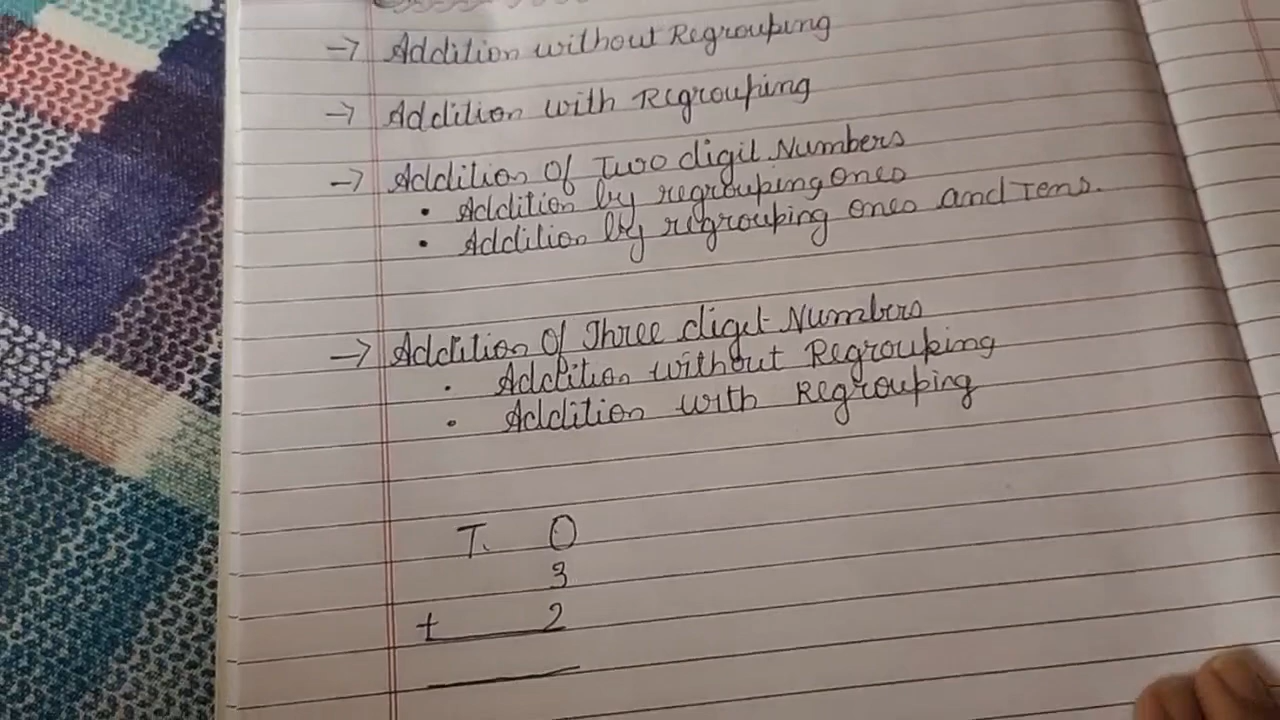 → Addition without Regrouping
→ Addition with Regrouping
→ Addition Of Two digit Numbers
• Addition by regrouping ones
• Addition by regrouping ones and Tens.
→ Addition Of Three digit Numbers
• Addition without Regrouping
• Addition with Regrouping
T. O
3
+ 2